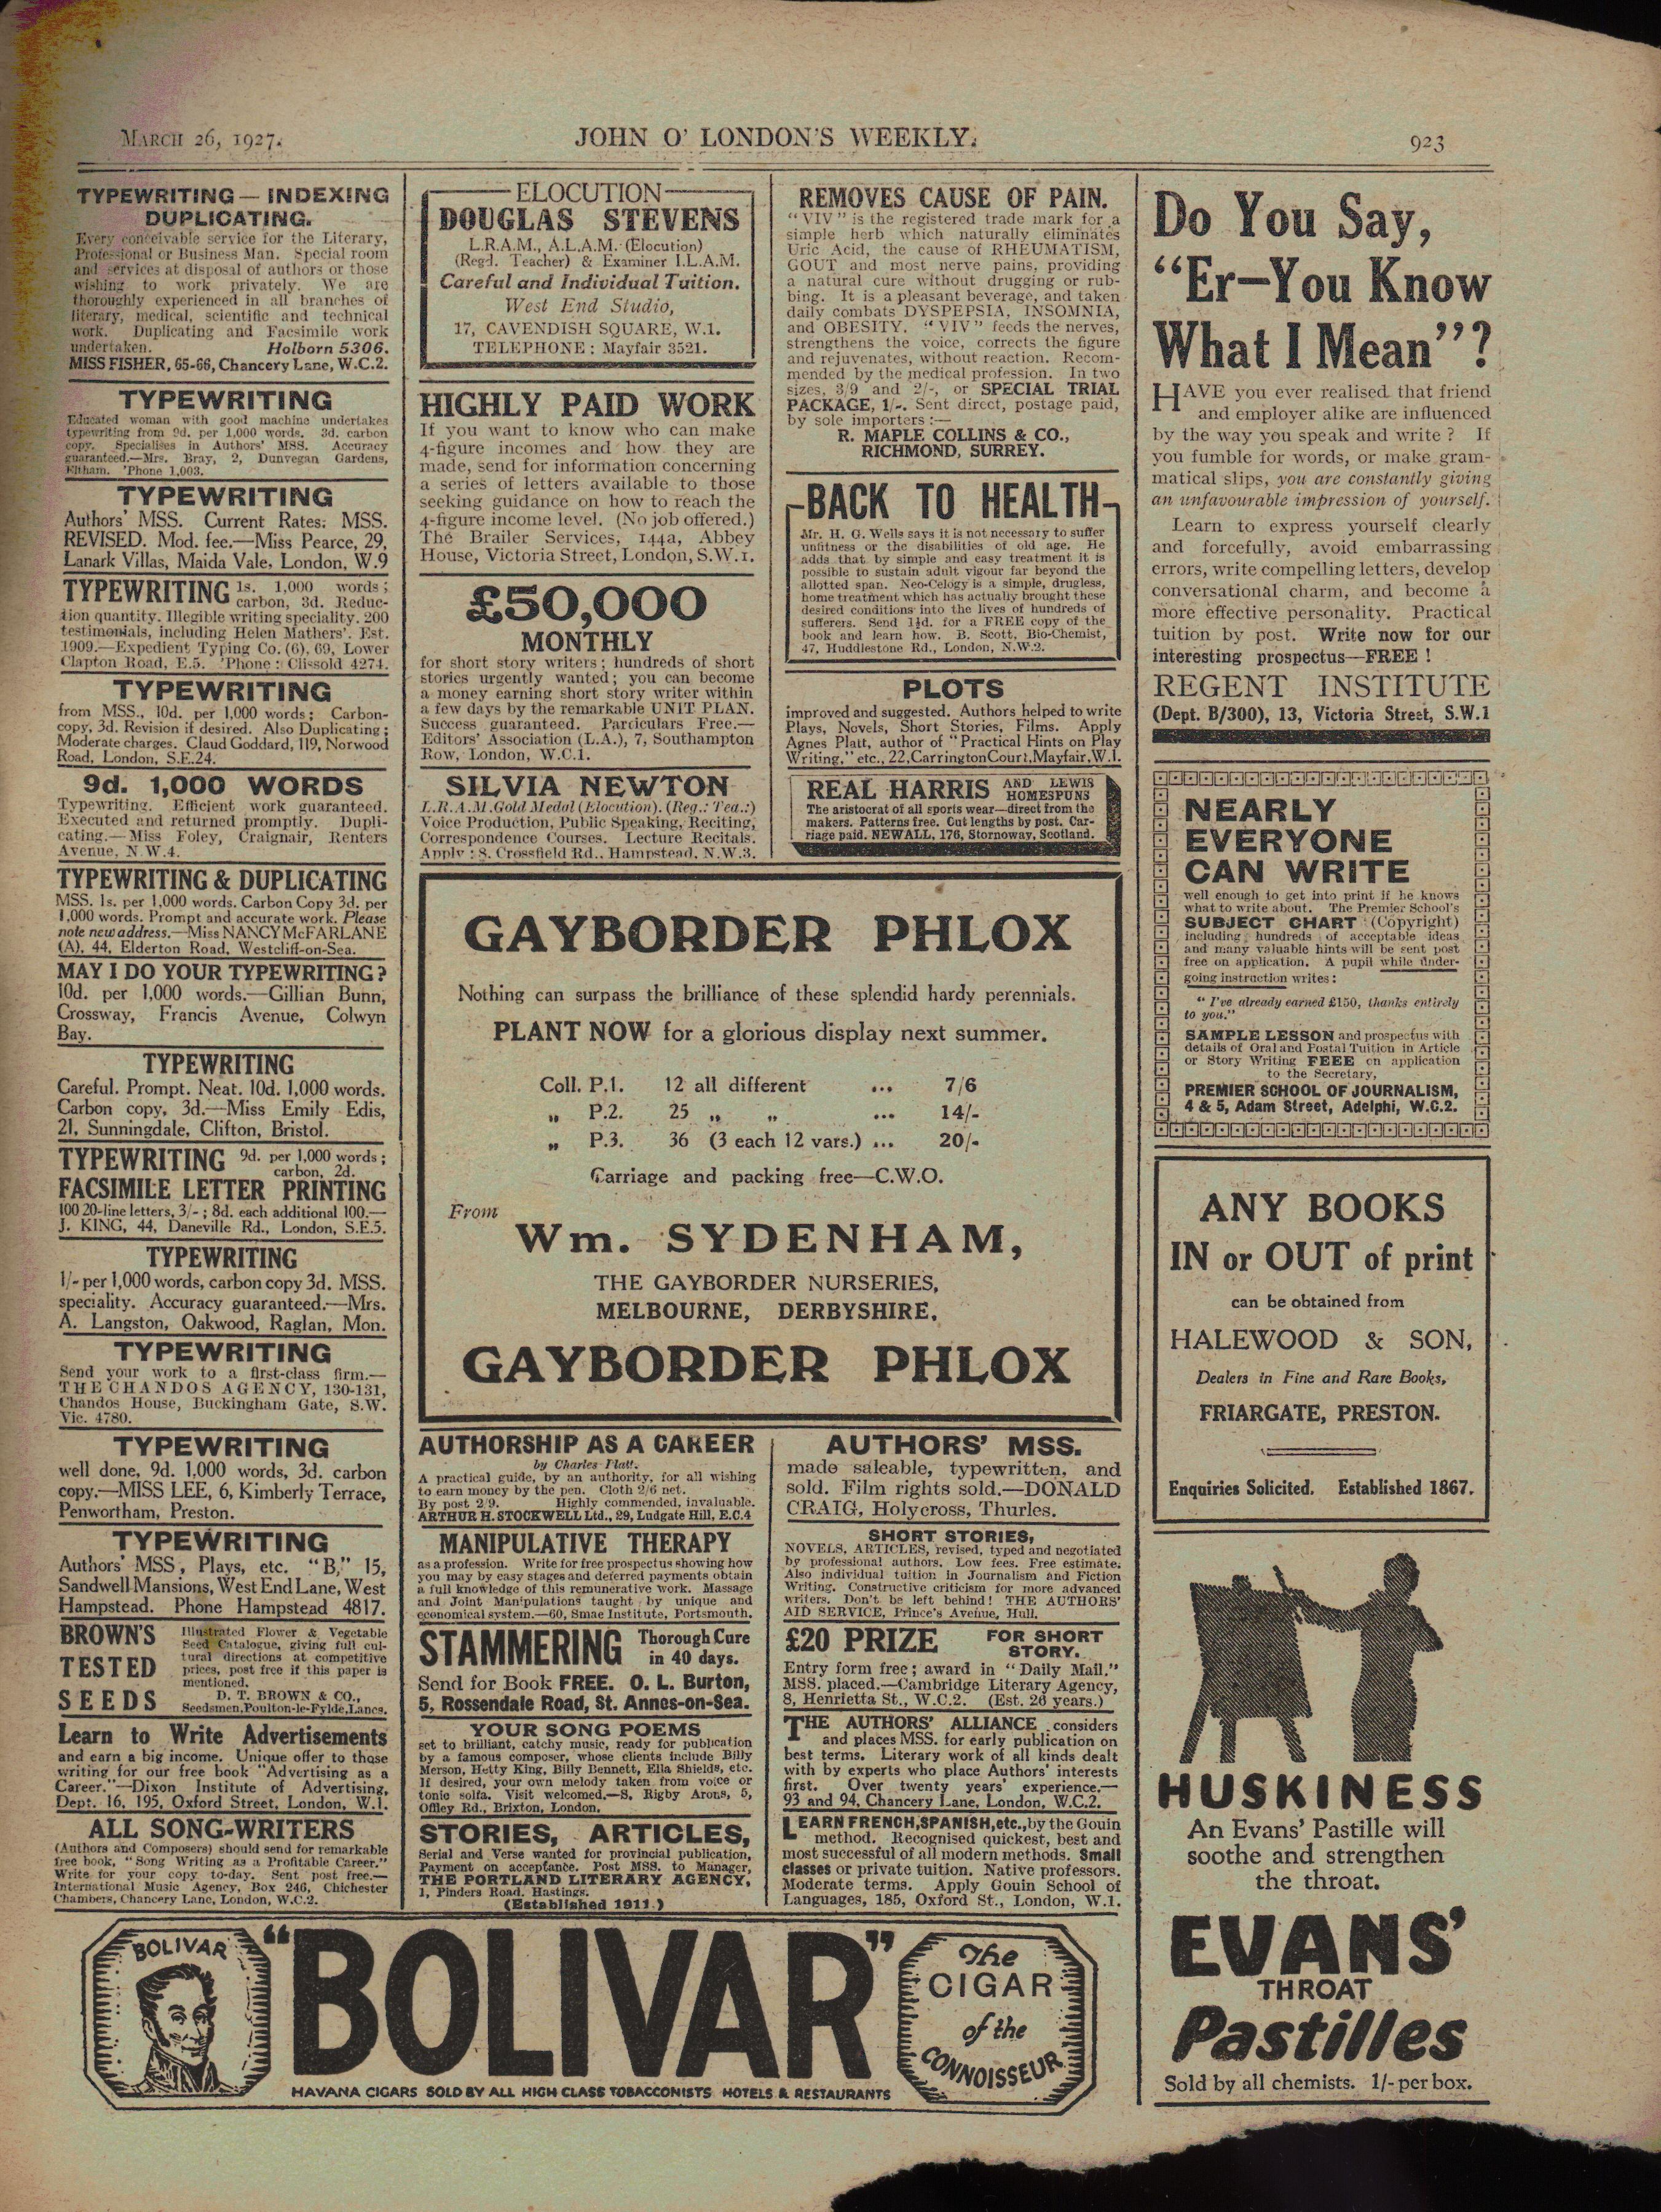 MARCH 26, 1927.
JOHN O' LONDON'S WEEKLY.
923
TYPEWRITING — INDEXING
DUPLICATING.
Every conceivable service for the Literary,
Professional or Business Man. Special room
and services at disposal of authors or those
wishing to work privately. We are
thoroughly experienced in all branches of
literary, medical, scientific and technical
work. Duplicating and Facsimile work
undertaken. Holborn 5306.
MISS FISHER, 65-66, Chancery Lane, W.C.2.
TYPEWRITING
Educated woman with good machine undertakes
typewriting from 9d. per 1,000 words. 3d. carbon
copy. Specialises in Authors' MSS. Accuracy
guaranteed.—Mrs. Bray, 2, Dunvegan Gardens,
Eltham. 'Phone 1,003.
TYPEWRITING
Authors' MSS. Current Rates. MSS.
REVISED. Mod. fee.—Miss Pearce, 29,
Lanark Villas, Maida Vale, London, W.9
TYPEWRITING 1s. 1,000 words;
carbon, 3d. Reduc-
tion quantity. Illegible writing speciality. 200
testimonials, including Helen Mathers'. Est.
1909.—Expedient Typing Co. (6), 69, Lower
Clapton Road, E.5. 'Phone: Clissold 4274.
TYPEWRITING
from MSS., 10d. per 1,000 words; Carbon-
copy, 3d. Revision if desired. Also Duplicating;
Moderate charges. Claud Goddard, 119, Norwood
Road, London, S.E.24.
9d. 1,000 WORDS
Typewriting. Efficient work guaranteed.
Executed and returned promptly. Dupli-
cating.—Miss Foley, Craignair, Renters
Avenue, N.W.4.
TYPEWRITING & DUPLICATING
MSS. 1s. per 1,000 words. Carbon Copy 3d. per
1,000 words. Prompt and accurate work. Please
note new address.—Miss NANCY McFARLANE
(A), 44, Elderton Road, Westcliff-on-Sea.
MAY I DO YOUR TYPEWRITING?
10d. per 1,000 words.—Gillian Bunn,
Crossway, Francis Avenue, Colwyn
Bay.
TYPEWRITING
Careful. Prompt. Neat. 10d. 1,000 words.
Carbon copy, 3d.—Miss Emily Edis,
21, Sunningdale, Clifton, Bristol.
TYPEWRITING 9d. per 1,000 words;
carbon, 2d.
FACSIMILE LETTER PRINTING
100 20-line letters, 3/-; 8d. each additional 100.—
J. KING, 44, Daneville Rd., London, S.E.5.
TYPEWRITING
1/- per 1,000 words, carbon copy 3d. MSS.
speciality. Accuracy guaranteed.—Mrs.
A. Langston, Oakwood, Raglan, Mon.
TYPEWRITING
Send your work to a first-class firm.—
THE CHANDOS AGENCY, 130-131,
Chandos House, Buckingham Gate, S.W.
Vic. 4780.
TYPEWRITING
well done, 9d. 1,000 words, 3d. carbon
copy.—MISS LEE, 6, Kimberly Terrace,
Penwortham, Preston.
TYPEWRITING
Authors' MSS, Plays, etc. "B," 15,
Sandwell Mansions, West End Lane, West
Hampstead. Phone Hampstead 4817.
BROWN'S
TESTED
SEEDS
Illustrated Flower & Vegetable
Seed Catalogue, giving full cul-
tural directions at competitive
prices, post free if this paper is
mentioned.
D. T. BROWN & CO.,
Seedsmen, Poulton-le-Fylde, Lancs.
Learn to Write Advertisements
and earn a big income. Unique offer to those
writing for our free book "Advertising as a
Career."—Dixon Institute of Advertising,
Dept. 16, 195, Oxford Street, London, W.1.
ALL SONG-WRITERS
(Authors and Composers) should send for remarkable
free book, "Song Writing as a Profitable Career."
Write for your copy to-day. Sent post free.—
International Music Agency, Box 246, Chichester
Chambers, Chancery Lane, London, W.C.2.
ELOCUTION
DOUGLAS STEVENS
L.R.A.M., A.L.A.M. (Elocution)
(Regd. Teacher) & Examiner I.L.A.M.
Careful and Individual Tuition.
West End Studio,
17, CAVENDISH SQUARE, W.1.
TELEPHONE: Mayfair 3521.
HIGHLY PAID WORK
If you want to know who can make
4-figure incomes and how they are
made, send for information concerning
a series of letters available to those
seeking guidance on how to reach the
4-figure income level. (No job offered.)
The Brailer Services, 144a, Abbey
House, Victoria Street, London, S.W.1.
£50,000
MONTHLY
for short story writers; hundreds of short
stories urgently wanted; you can become
a money earning short story writer within
a few days by the remarkable UNIT PLAN.
Success guaranteed. Particulars Free.—
Editors' Association (L.A.), 7, Southampton
Row, London, W.C.1.
SILVIA NEWTON
L.R.A.M. Gold Medal (Elocution). (Reg.: Tea.:)
Voice Production, Public Speaking, Reciting,
Correspondence Courses. Lecture Recitals.
Apply: 8, Crossfield Rd., Hampstead, N.W.3.
REMOVES CAUSE OF PAIN.
"VIV" is the registered trade mark for a
simple herb which naturally eliminates
Uric Acid, the cause of RHEUMATISM,
GOUT and most nerve pains, providing
a natural cure without drugging or rub-
bing. It is a pleasant beverage, and taken
daily combats DYSPEPSIA, INSOMNIA,
and OBESITY. "VIV" feeds the nerves,
strengthens the voice, corrects the figure
and rejuvenates, without reaction. Recom-
mended by the medical profession. In two
sizes, 3/9 and 2/-, or SPECIAL TRIAL
PACKAGE, 1/-. Sent direct, postage paid,
by sole importers:—
R. MAPLE COLLINS & CO.,
RICHMOND, SURREY.
BACK TO HEALTH
Mr. H. G. Wells says it is not necessary to suffer
unfitness or the disabilities of old age. He
adds that by simple and easy treatment it is
possible to sustain adult vigour far beyond the
allotted span. Neo-Celogy is a simple, drugless,
home treatment which has actually brought these
desired conditions into the lives of hundreds of
sufferers. Send 1½d. for a FREE copy of the
book and learn how. B. Scott, Bio-Chemist,
47, Huddlestone Rd., London, N.W.2.
PLOTS
improved and suggested. Authors helped to write
Plays, Novels, Short Stories, Films. Apply
Agnes Platt, author of "Practical Hints on Play
Writing," etc., 22, Carrington Court, Mayfair, W.1.
REAL HARRIS AND LEWIS
HOMESPUNS
The aristocrat of all sports wear—direct from the
makers. Patterns free. Cut lengths by post. Car-
riage paid. NEWALL, 176, Stornoway, Scotland.
GAYBORDER PHLOX
Nothing can surpass the brilliance of these splendid hardy perennials.
PLANT NOW for a glorious display next summer.
Coll. P.1. 12 all different ... 7/6
„ P.2. 25 „ „ ... 14/-
„ P.3. 36 (3 each 12 vars.) ... 20/-
Carriage and packing free—C.W.O.
From
Wm. SYDENHAM,
THE GAYBORDER NURSERIES,
MELBOURNE, DERBYSHIRE.
GAYBORDER PHLOX
AUTHORSHIP AS A CAREER
by Charles Platt.
A practical guide, by an authority, for all wishing
to earn money by the pen. Cloth 2/6 net.
By post 2/9. Highly commended, invaluable.
ARTHUR H. STOCKWELL Ltd., 29, Ludgate Hill, E.C.4
MANIPULATIVE THERAPY
as a profession. Write for free prospectus showing how
you may by easy stages and deferred payments obtain
a full knowledge of this remunerative work. Massage
and Joint Manipulations taught by unique and
economical system.—60, Smae Institute, Portsmouth.
STAMMERING Thorough Cure
in 40 days.
Send for Book FREE. O. L. Burton,
5, Rossendale Road, St. Annes-on-Sea.
YOUR SONG POEMS
set to brilliant, catchy music, ready for publication
by a famous composer, whose clients include Billy
Merson, Hetty King, Billy Bennett, Ella Shields, etc.
If desired, your own melody taken from voice or
tonic solfa. Visit welcomed.—S. Rigby Arons, 5,
Offley Rd., Brixton, London.
STORIES, ARTICLES,
Serial and Verse wanted for provincial publication,
Payment on acceptance. Post MSS. to Manager,
THE PORTLAND LITERARY AGENCY,
1, Pinders Road, Hastings.
(Established 1911.)
AUTHORS' MSS.
made saleable, typewritten, and
sold. Film rights sold.—DONALD
CRAIG, Holycross, Thurles.
SHORT STORIES,
NOVELS, ARTICLES, revised, typed and negotiated
by professional authors. Low fees. Free estimate.
Also individual tuition in Journalism and Fiction
Writing. Constructive criticism for more advanced
writers. Don't be left behind! THE AUTHORS'
AID SERVICE, Prince's Avenue, Hull.
£20 PRIZE FOR SHORT
STORY.
Entry form free; award in "Daily Mail."
MSS. placed.—Cambridge Literary Agency,
8, Henrietta St., W.C.2. (Est. 26 years.)
THE AUTHORS' ALLIANCE considers
and places MSS. for early publication on
best terms. Literary work of all kinds dealt
with by experts who place Authors' interests
first. Over twenty years' experience.—
93 and 94, Chancery Lane, London, W.C.2.
LEARN FRENCH, SPANISH, etc., by the Gouin
method. Recognised quickest, best and
most successful of all modern methods. Small
classes or private tuition. Native professors.
Moderate terms. Apply Gouin School of
Languages, 185, Oxford St., London, W.1.
Do You Say,
"Er—You Know
What I Mean"?
HAVE you ever realised that friend
and employer alike are influenced
by the way you speak and write? If
you fumble for words, or make gram-
matical slips, you are constantly giving
an unfavourable impression of yourself.
Learn to express yourself clearly
and forcefully, avoid embarrassing
errors, write compelling letters, develop
conversational charm, and become a
more effective personality. Practical
tuition by post. Write now for our
interesting prospectus—FREE!
REGENT INSTITUTE
(Dept. B/300), 13, Victoria Street, S.W.1
NEARLY
EVERYONE
CAN WRITE
well enough to get into print if he knows
what to write about. The Premier School's
SUBJECT CHART (Copyright)
including hundreds of acceptable ideas
and many valuable hints will be sent post
free on application. A pupil while under-
going instruction writes:
"I've already earned £150, thanks entirely
to you."
SAMPLE LESSON and prospectus with
details of Oral and Postal Tuition in Article
or Story Writing FEEE on application
to the Secretary,
PREMIER SCHOOL OF JOURNALISM,
4 & 5, Adam Street, Adelphi, W.C.2.
ANY BOOKS
IN or OUT of print
can be obtained from
HALEWOOD & SON,
Dealers in Fine and Rare Books,
FRIARGATE, PRESTON.
Enquiries Solicited. Established 1867.
HUSKINESS
An Evans' Pastille will
soothe and strengthen
the throat.
EVANS'
THROAT
Pastilles
Sold by all chemists. 1/- per box.
BOLIVAR
"BOLIVAR"
The
CIGAR
of the
CONNOISSEUR
HAVANA CIGARS SOLD BY ALL HIGH CLASS TOBACCONISTS HOTELS & RESTAURANTS